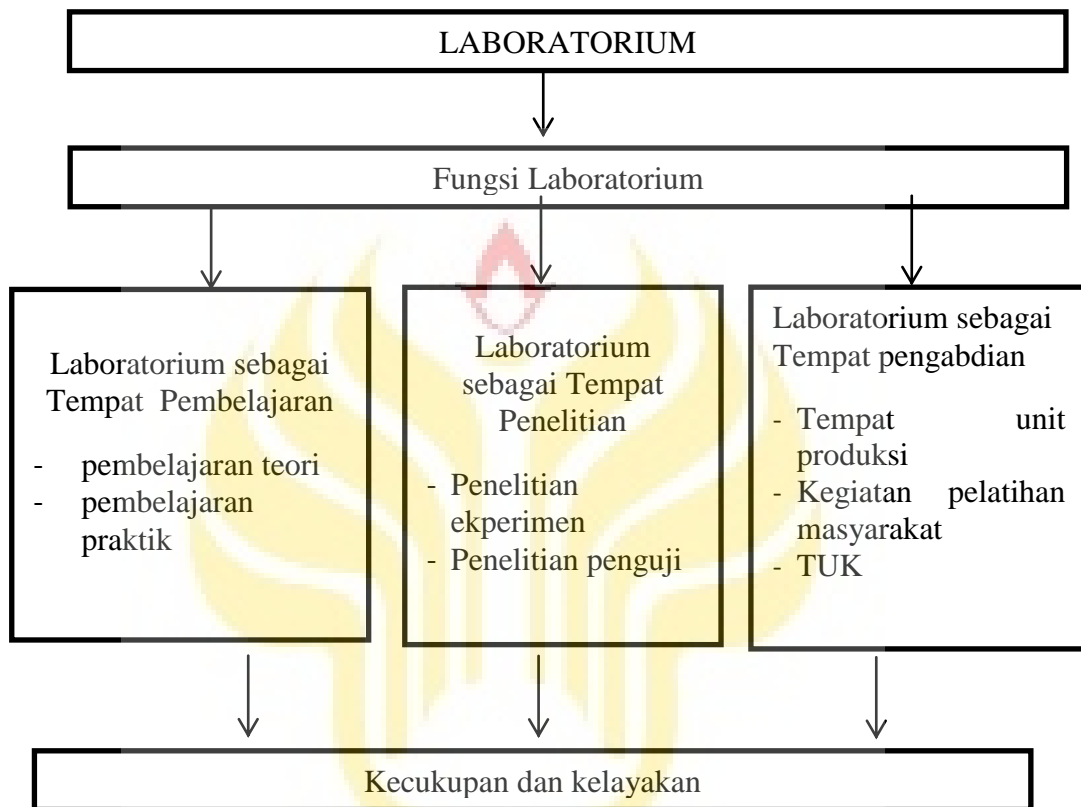 LABORATORIUM
Fungsi Laboratorium
Laboratorium sebagai
Tempat Pembelajaran
- pembelajaran teori
- pembelajaran
praktik
Laboratorium
sebagai Tempat
Penelitian
- Penelitian
ekperimen
- Penelitian penguji
Laboratorium sebagai
Tempat pengabdian
- Tempat unit
produksi
- Kegiatan pelatihan
masyarakat
- TUK
Kecukupan dan kelayakan